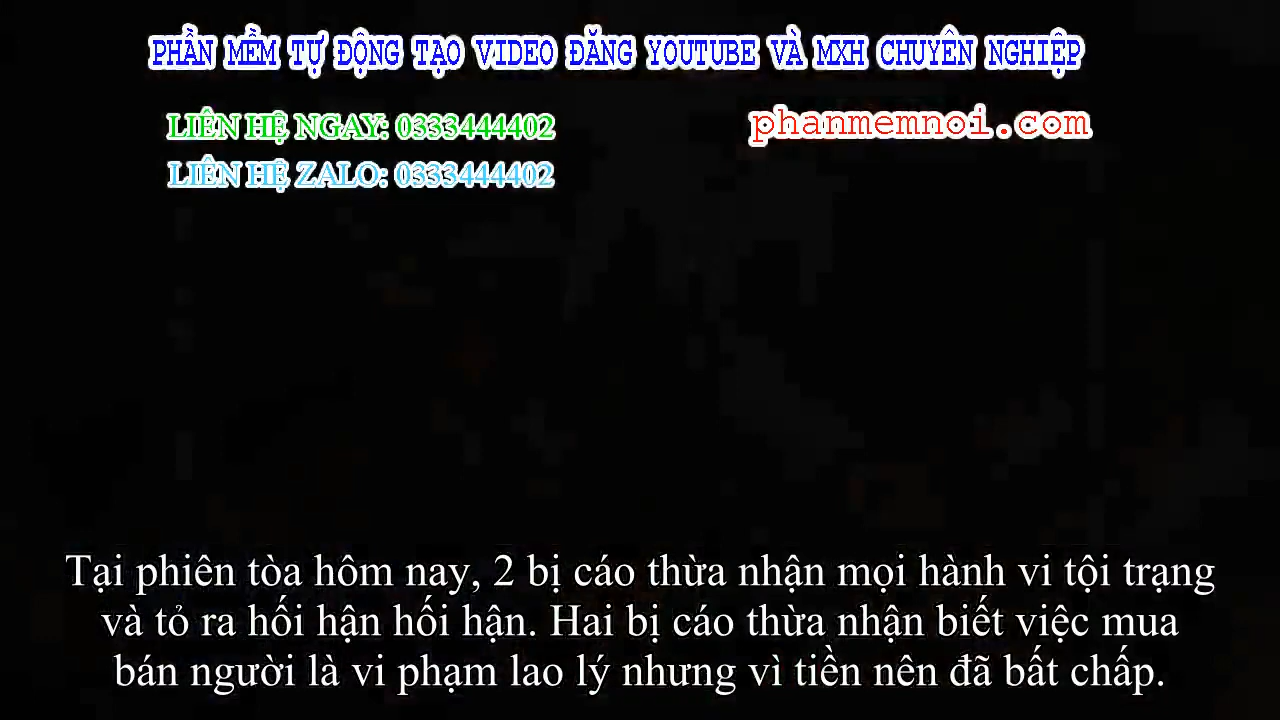 PHẦN MỀM TỰ ĐỘNG TẠO VIDEO ĐĂNG YOUTUBE VÀ MXH CHUYÊN NGHIỆP
LIÊN HỆ NGAY: 0333444402
phanmemnoi.com
LIÊN HỆ ZALO: 0333444402
Tại phiên tòa hôm nay, 2 bị cáo thừa nhận mọi hành vi tội trạng
và tỏ ra hối hận hối hận. Hai bị cáo thừa nhận biết việc mua
bán người là vi phạm lao lý nhưng vì tiền nên đã bất chấp.